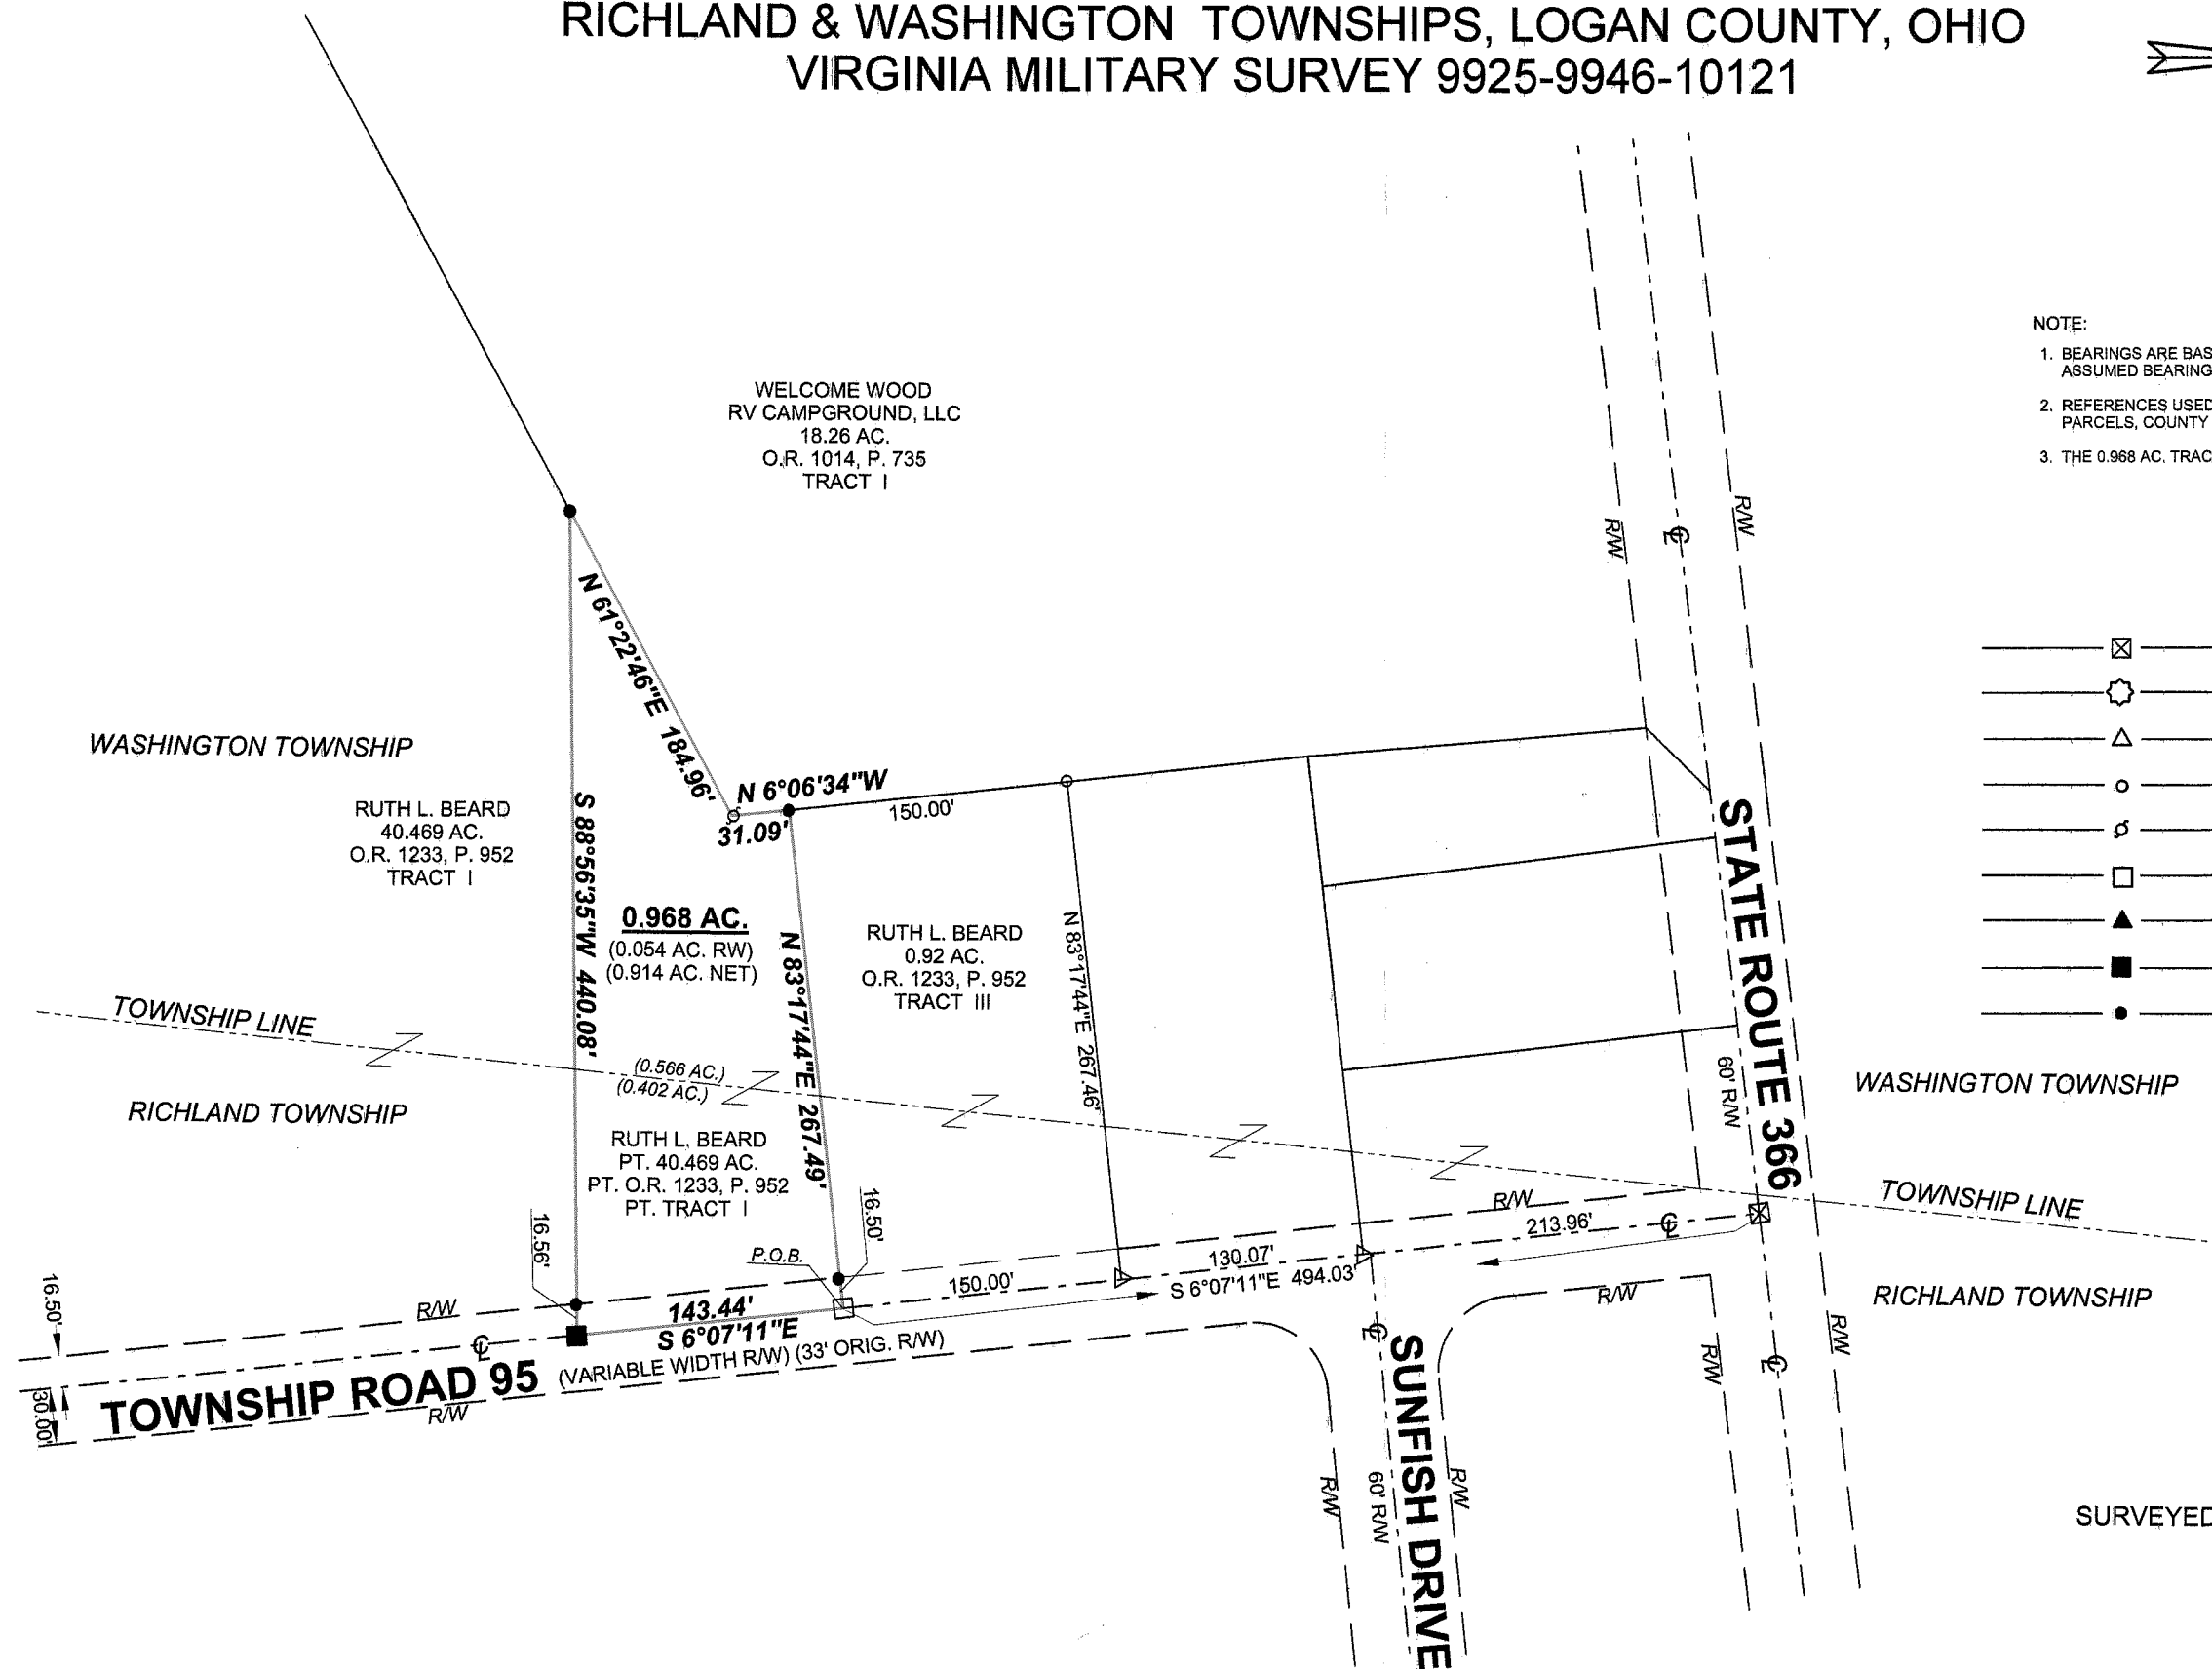 RICHLAND & WASHINGTON TOWNSHIPS, LOGAN COUNTY, OHIO
VIRGINIA MILITARY SURVEY 9925-9946-10121
NOTE:
1. BEARINGS ARE BAS
ASSUMED BEARING
2. REFERENCES USED
PARCELS, COUNTY
3. THE 0.968 AC. TRAC
WELCOME WOOD
RV CAMPGROUND, LLC
18.26 AC.
O.R. 1014, P. 735
TRACT I
R/W
R/W
N 61°22'46"E 184.96'
WASHINGTON TOWNSHIP
RUTH L. BEARD
40.469 AC.
O.R. 1233, P. 952
TRACT I
S 88°56'35"W 440.08'
N 6°06'34"W
31.09'
150.00'
0.968 AC.
(0.054 AC. RW)
(0.914 AC. NET)
N 83°17'44"E 267.49'
RUTH L. BEARD
0.92 AC.
O.R. 1233, P. 952
TRACT III
N 83°17'44"E 267.46'
STATE ROUTE 366
60' R/W
TOWNSHIP LINE
(0.566 AC.)
(0.402 AC.)
RICHLAND TOWNSHIP
RUTH L. BEARD
PT. 40.469 AC.
PT. O.R. 1233, P. 952
PT. TRACT I
WASHINGTON TOWNSHIP
TOWNSHIP LINE
RICHLAND TOWNSHIP
16.56'
16.50'
P.O.B.
R/W
213.96'
130.07'
150.00'
S 6°07'11"E 494.03'
R/W
143.44'
S 6°07'11"E
16.50'
30.00'
R/W
TOWNSHIP ROAD 95
(VARIABLE WIDTH R/W) (33' ORIG. R/W)
R/W
R/W
R/W
SUNFISH DRIVE
60' R/W
R/W
R/W
SURVEYED